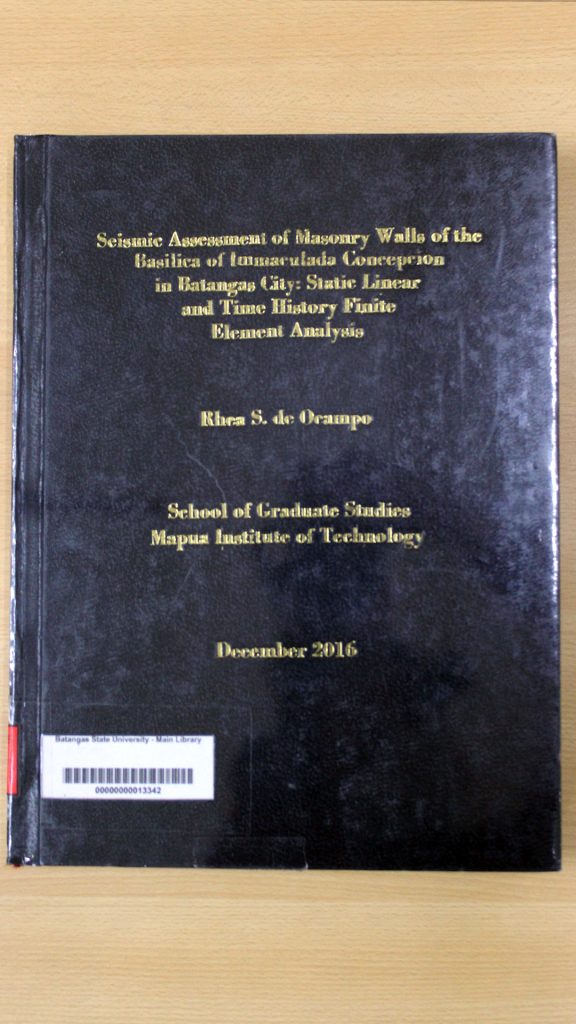 Seismic Assessment of Masonry Walls of the
Basilica of Immaculada Concepcion
in Batangas City: Static Linear
and Time History Finite
Element Analysis
Rhea S. de Ocampo
School of Graduate Studies
Mapua Institute of Technology
December 2016
Batangas State University - Main Library
00000000013342